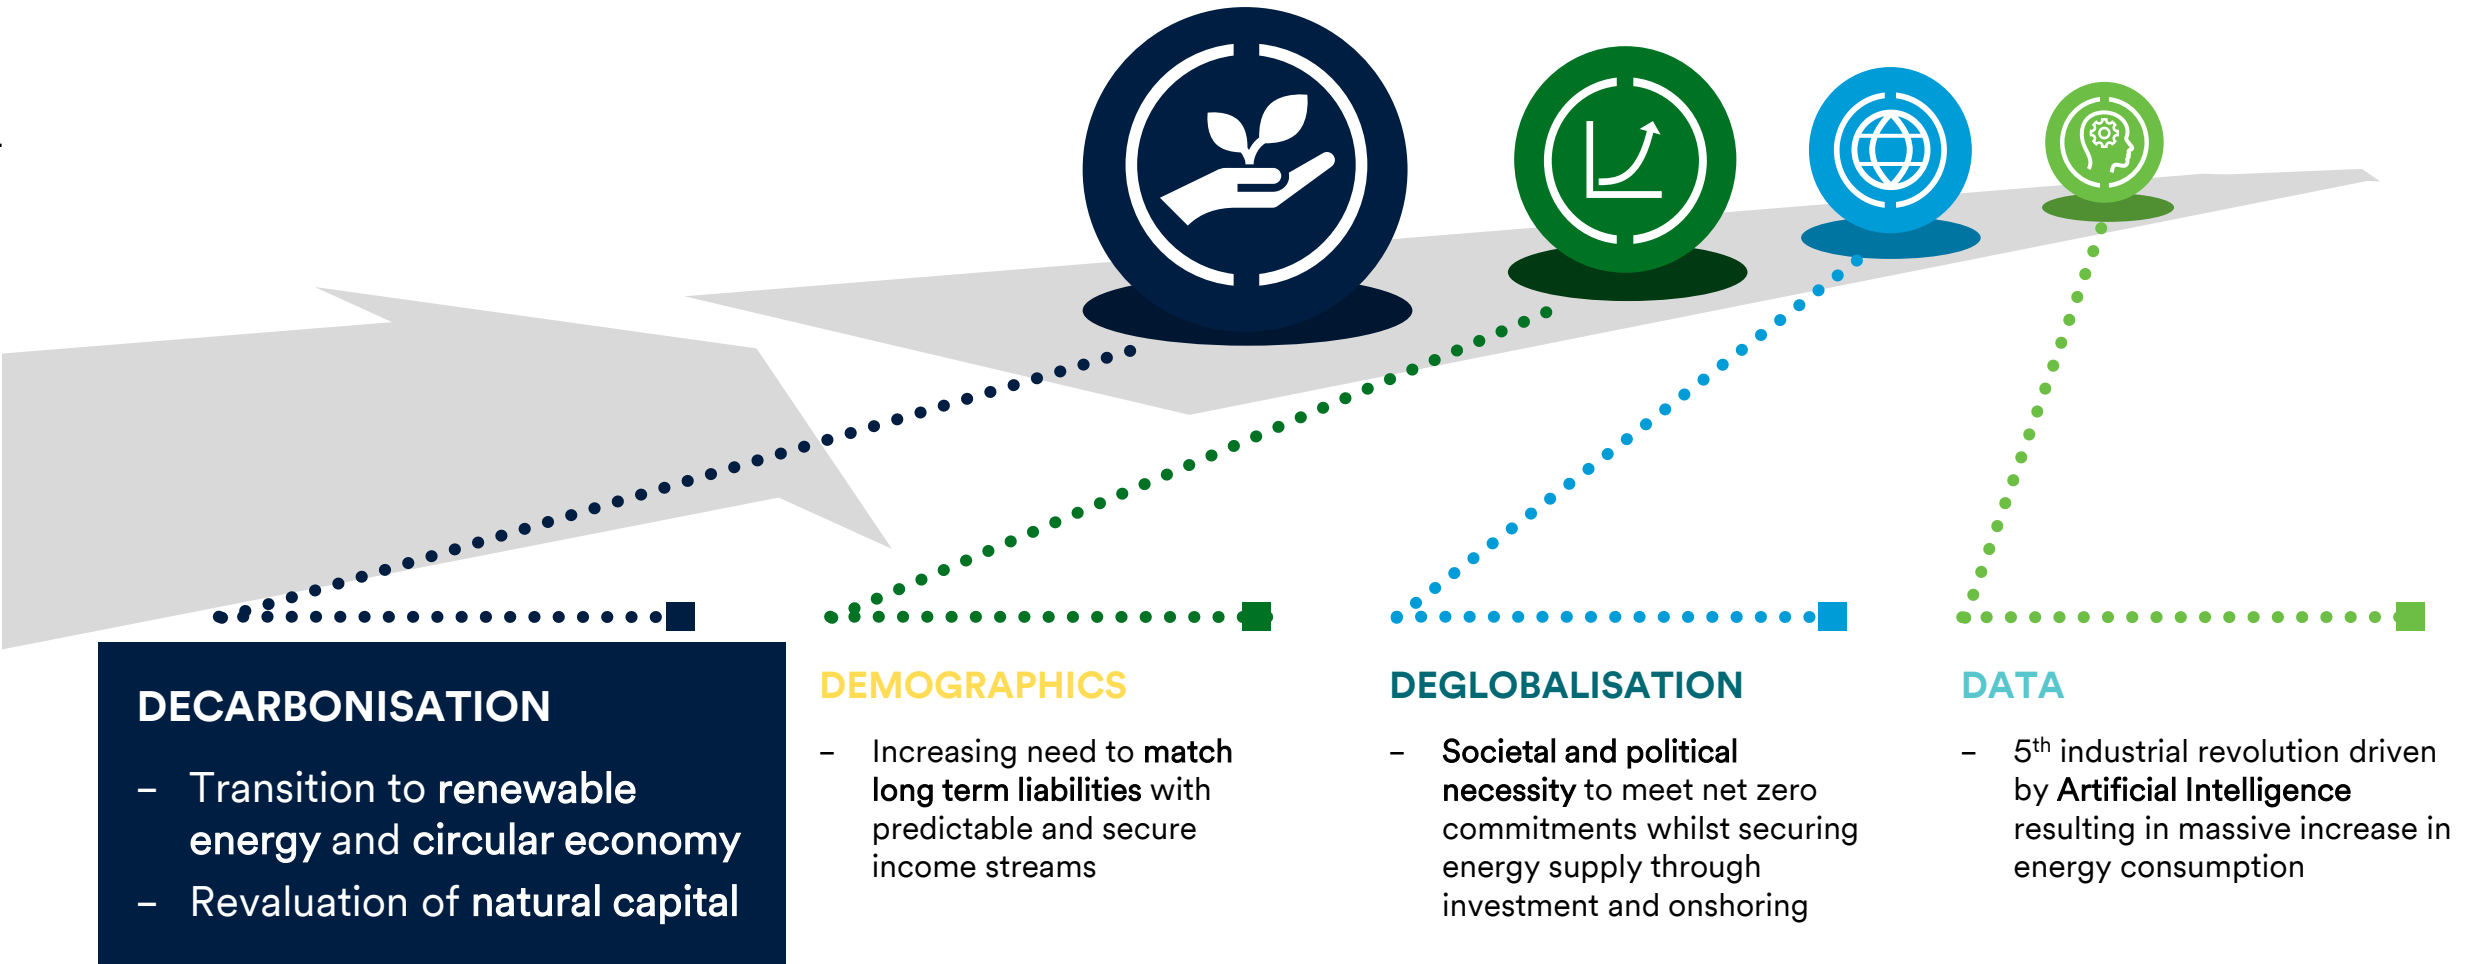 DECARBONISATION
– Transition to renewable
energy and circular economy
– Revaluation of natural capital
DEMOGRAPHICS
– Increasing need to match
long term liabilities with
predictable and secure
income streams
DEGLOBALISATION
– Societal and political
necessity to meet net zero
commitments whilst securing
energy supply through
investment and onshoring
DATA
– 5th industrial revolution driven
by Artificial Intelligence
resulting in massive increase in
energy consumption